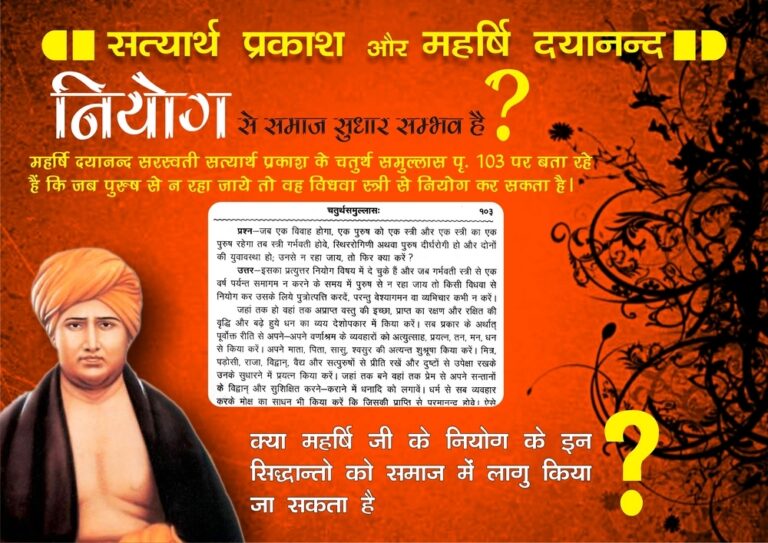 सत्यार्थ प्रकाश और महर्षि दयानन्द
नियोग से समाज सुधार सम्भव है ?
महर्षि दयानन्द सरस्वती सत्यार्थ प्रकाश के चतुर्थ समुल्लास पृ. 103 पर बता रहे
हैं कि जब पुरूष से न रहा जाये तो वह विधवा स्त्री से नियोग कर सकता है।
चतुर्थसमुल्लासः १०३
प्रश्न—जब एक विवाह होगा, एक पुरुष को एक स्त्री और एक स्त्री का एक
पुरुष रहेगा तब स्त्री गर्भवती होवे, स्थिररोगिणी अथवा पुरुष दीर्घरोगी हो और दोनों
की युवावस्था हो; उनसे न रहा जाय, तो फिर क्या करें ?
उत्तर—इसका प्रत्युत्तर नियोग विषय में दे चुके हैं और जब गर्भवती स्त्री से एक
वर्ष पर्यन्त समागम न करने के समय में पुरुष से न रहा जाय तो किसी विधवा से
नियोग कर उसके लिये पुत्रोत्पत्ति करदें, परन्तु वेश्यागमन वा व्यभिचार कभी न करें।
जहां तक हो वहां तक अप्राप्त वस्तु की इच्छा, प्राप्त का रक्षण और रक्षित की
वृद्धि और बढ़े हुये धन का व्यय देशोपकार में किया करें। सब प्रकार के अर्थात्
पूर्वोक्त रीति से अपने—अपने वर्णाश्रम के व्यवहारों को अत्युत्साह, प्रयत्न, तन, मन, धन
से किया करें। अपने माता, पिता, सासु, श्वसुर की अत्यन्त शुश्रूषा किया करें। मित्र,
पड़ोसी, राजा, विद्वान्, वैद्य और सत्पुरुषों से प्रीति रखें और दुष्टों से उपेक्षा रखके
उनके सुधारने में प्रयत्न किया करें। जहां तक बने वहां तक प्रेम से अपने सन्तानों
के विद्वान् और सुशिक्षित करने—कराने में धनादि को लगावें। धर्म से सब व्यवहार
करके मोक्ष का साधन भी किया करें कि जिसकी प्राप्ति से परमानन्द होवे। ऐसे
क्या महर्षि जी के नियोग के इन
सिद्धान्तो को समाज में लागु किया
जा सकता है ?